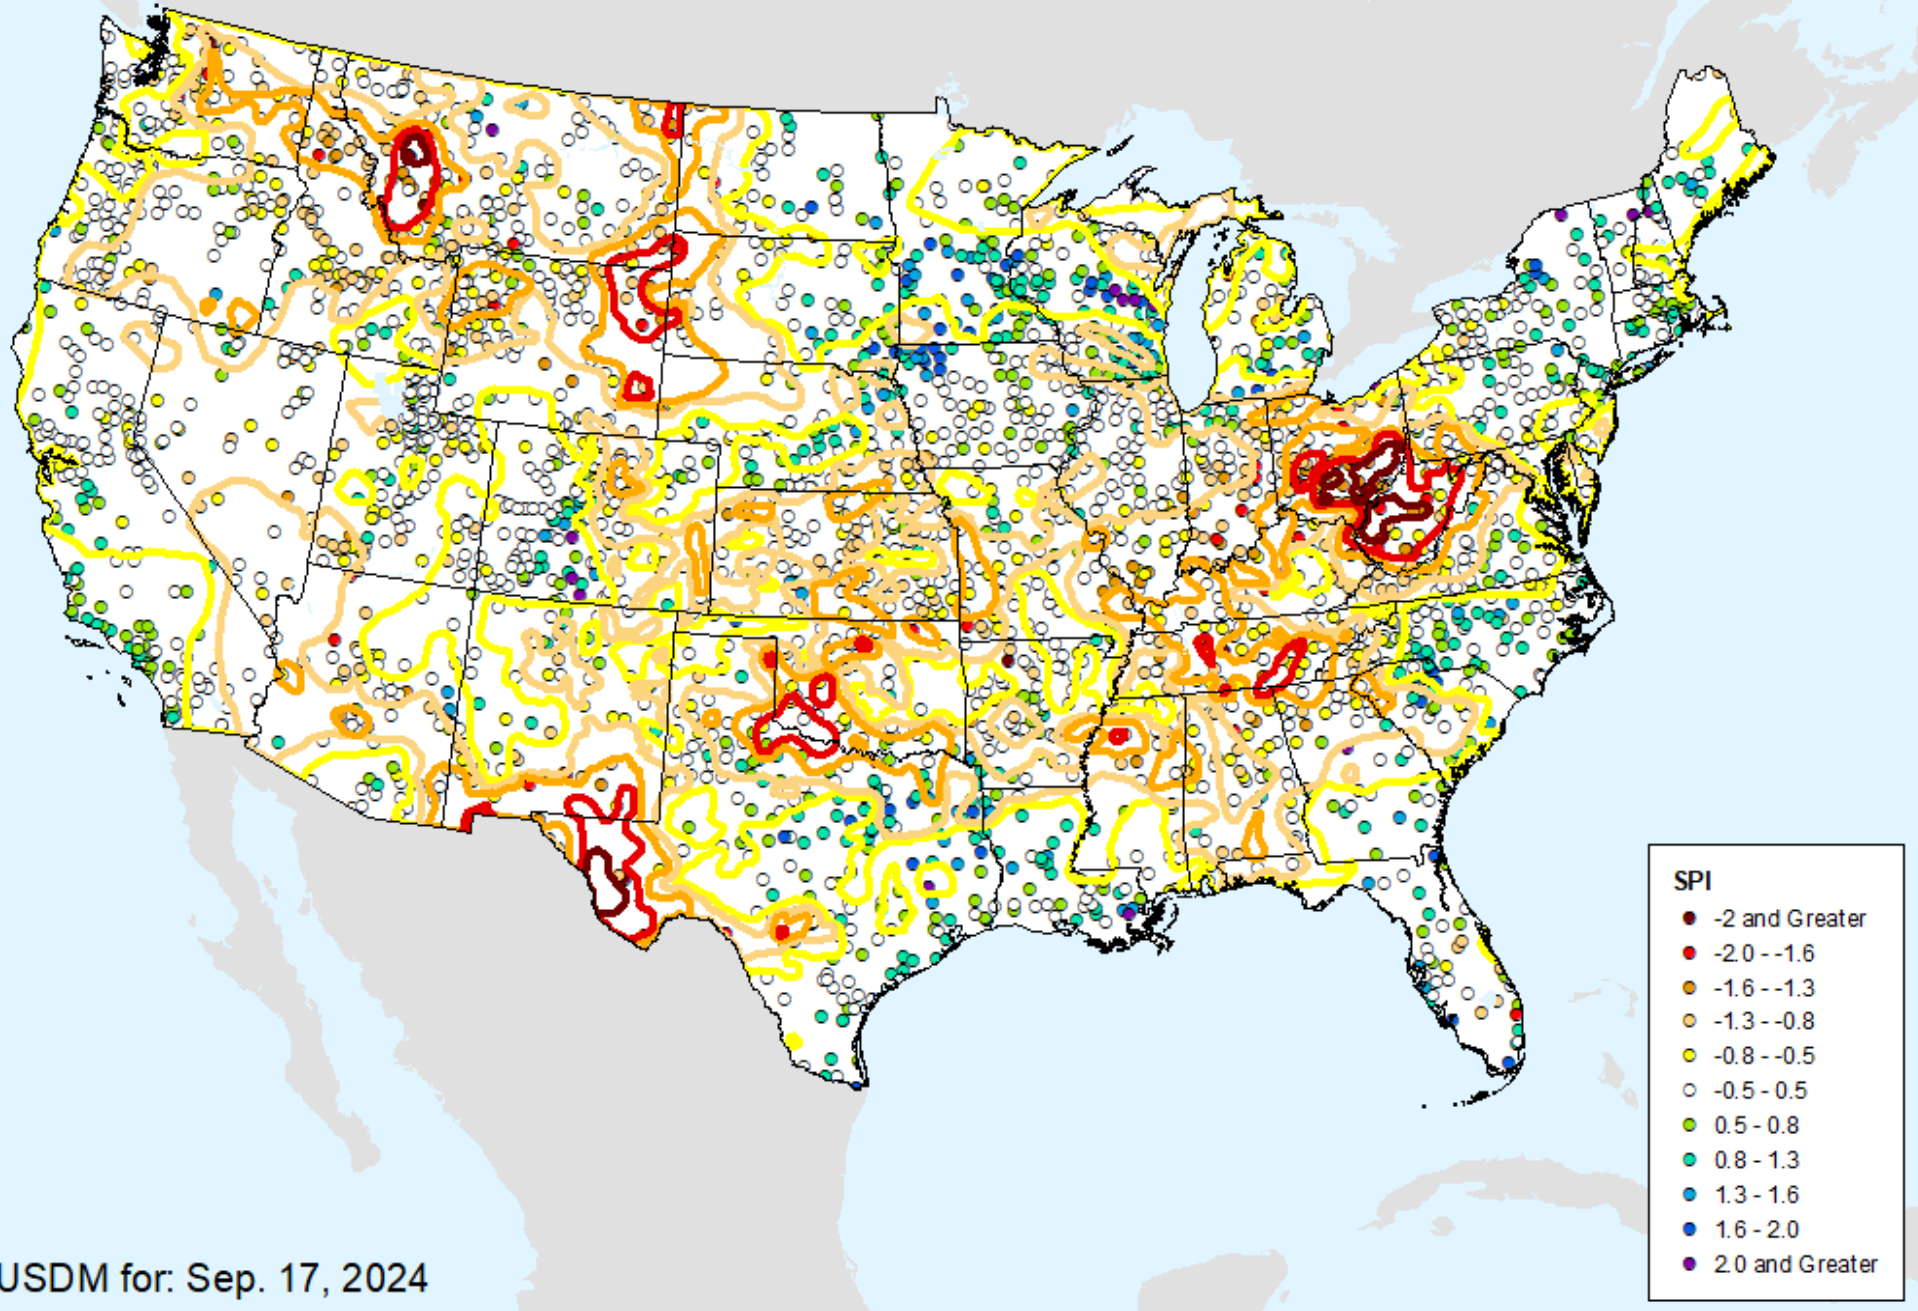 SPI
-2 and Greater
-2.0 - -1.6
-1.6 - -1.3
-1.3 - -0.8
-0.8 - -0.5
-0.5 - 0.5
0.5 - 0.8
0.8 - 1.3
1.3 - 1.6
1.6 - 2.0
2.0 and Greater
USDM for: Sep. 17, 2024